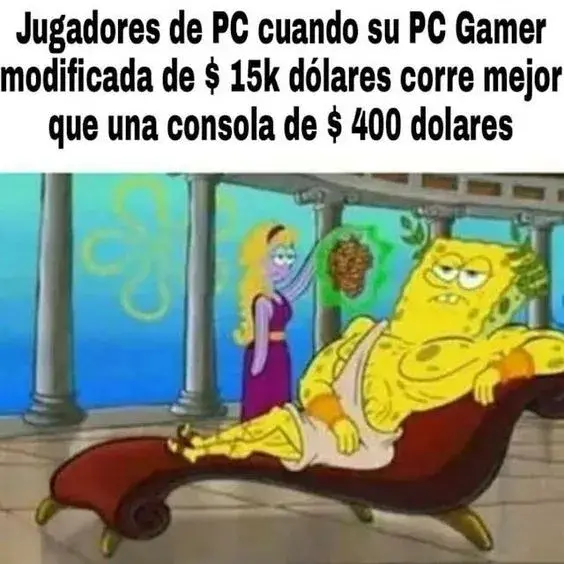 Jugadores de PC cuando su PC Gamer
modificada de $ 15k dólares corre mejor
que una consola de $ 400 dolares